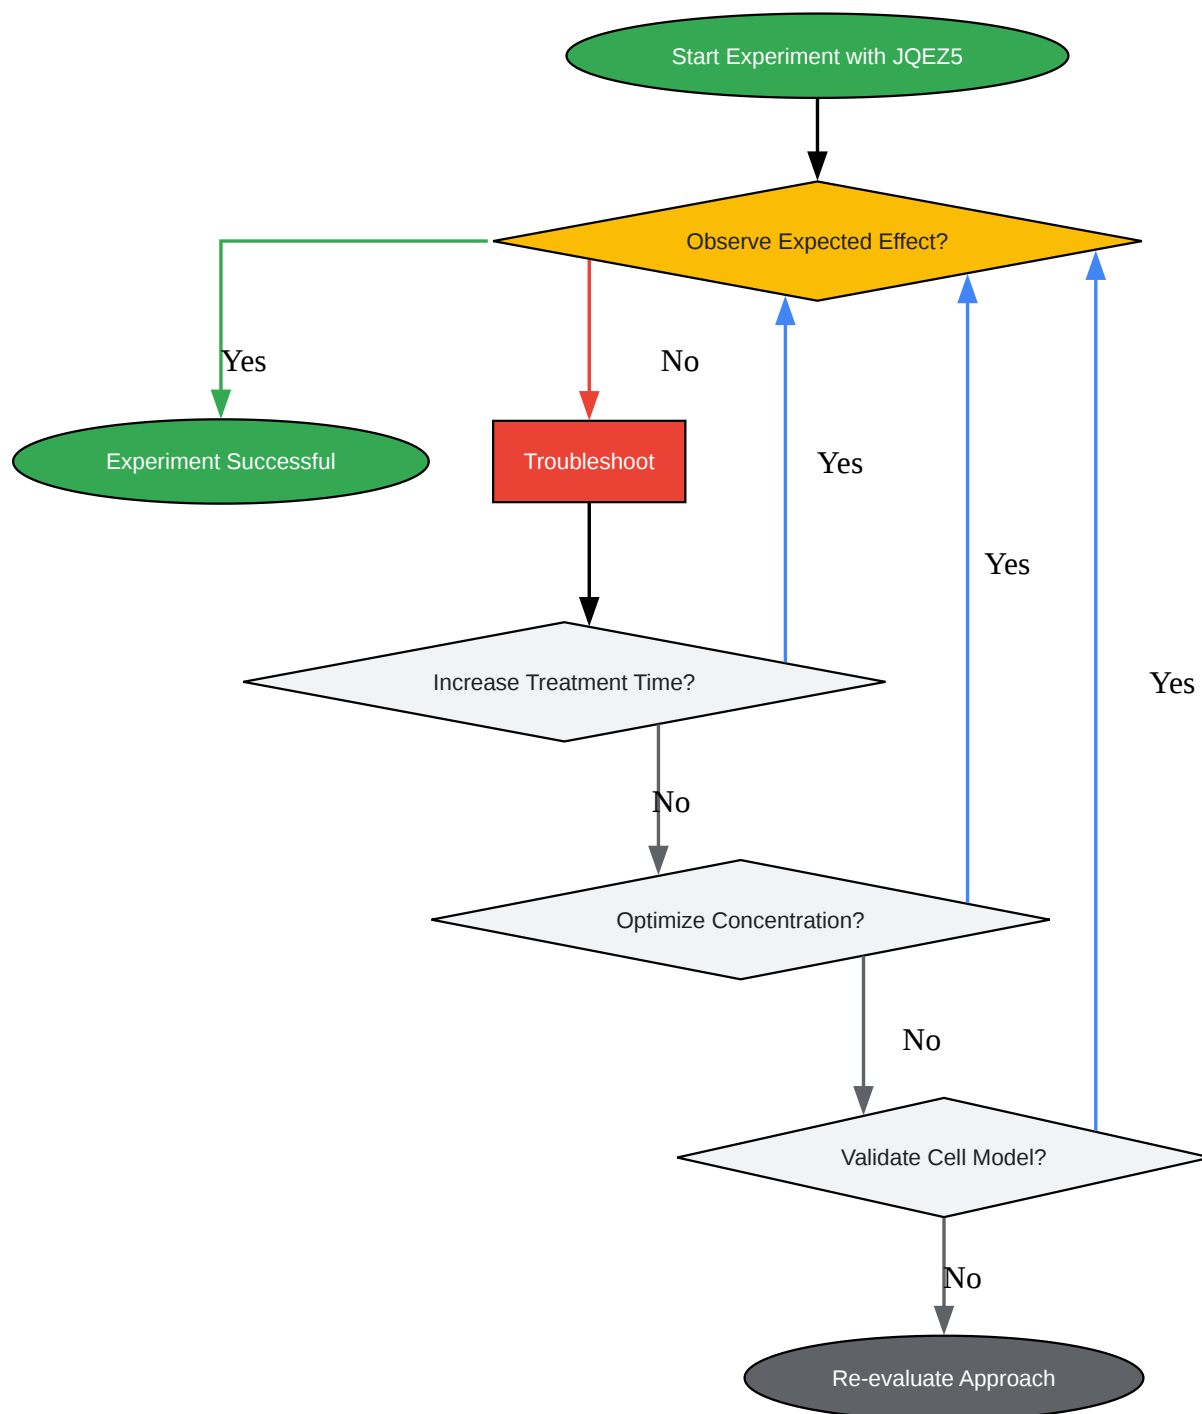 Start Experiment with JQEZ5
Observe Expected Effect?
Yes
No
Experiment Successful
Troubleshoot
Yes
Yes
Increase Treatment Time?
Yes
No
Optimize Concentration?
No
Validate Cell Model?
No
Re-evaluate Approach